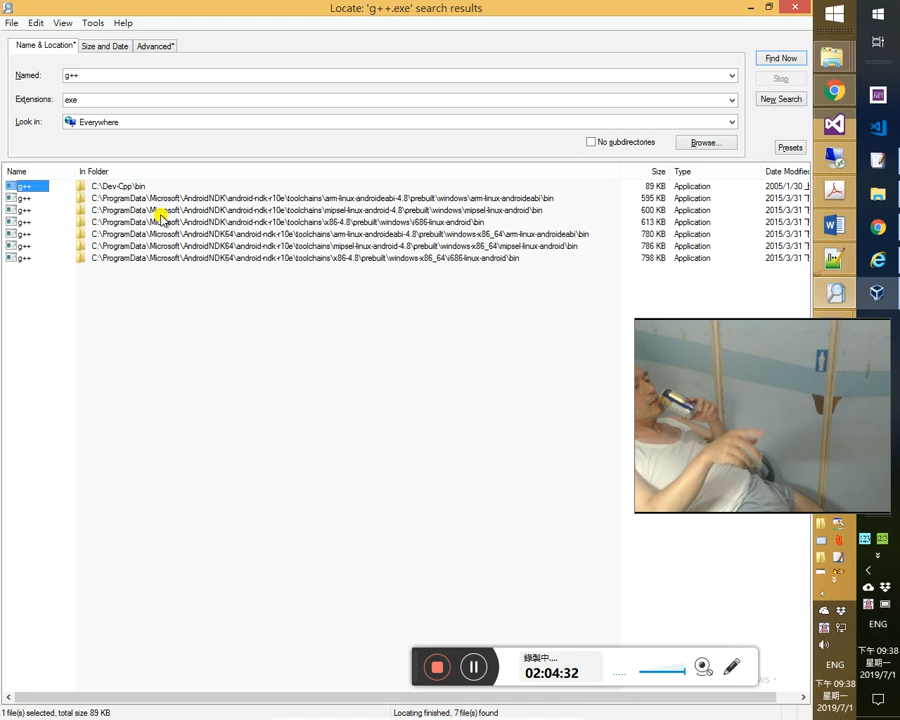 Locate: 'g++.exe' search results
File Edit View Tools Help
Name & Location* Size and Date Advanced*
Named: g++
Extensions: exe
Look in: Everywhere
No subdirectories Browse...
Find Now
Stop
New Search
Presets
Name In Folder Size Type Date Modified
g++ C:\Dev-Cpp\bin 89 KB Application 2005/1/30 上
g++ C:\ProgramData\Microsoft\AndroidNDK\android-ndk-r10e\toolchains\arm-linux-androideabi-4.8\prebuilt\windows\arm-linux-androideabi\bin 595 KB Application 2015/3/31 下
g++ C:\ProgramData\Microsoft\AndroidNDK\android-ndk-r10e\toolchains\mipsel-linux-android-4.8\prebuilt\windows\mipsel-linux-android\bin 600 KB Application 2015/3/31 下
g++ C:\ProgramData\Microsoft\AndroidNDK\android-ndk-r10e\toolchains\x86-4.8\prebuilt\windows\i686-linux-android\bin 613 KB Application 2015/3/31 下
g++ C:\ProgramData\Microsoft\AndroidNDK64\android-ndk-r10e\toolchains\arm-linux-androideabi-4.8\prebuilt\windows-x86_64\arm-linux-androideabi\bin 780 KB Application 2015/3/31 下
g++ C:\ProgramData\Microsoft\AndroidNDK64\android-ndk-r10e\toolchains\mipsel-linux-android-4.8\prebuilt\windows-x86_64\mipsel-linux-android\bin 786 KB Application 2015/3/31 下
g++ C:\ProgramData\Microsoft\AndroidNDK64\android-ndk-r10e\toolchains\x86-4.8\prebuilt\windows-x86_64\i686-linux-android\bin 798 KB Application 2015/3/31 下
錄製中....
02:04:32
1 file(s) selected, total size 89 KB Locating finished, 7 file(s) found
ENG
下午 09:38
星期一
2019/7/1
ENG
下午 09:38
星期一
2019/7/1